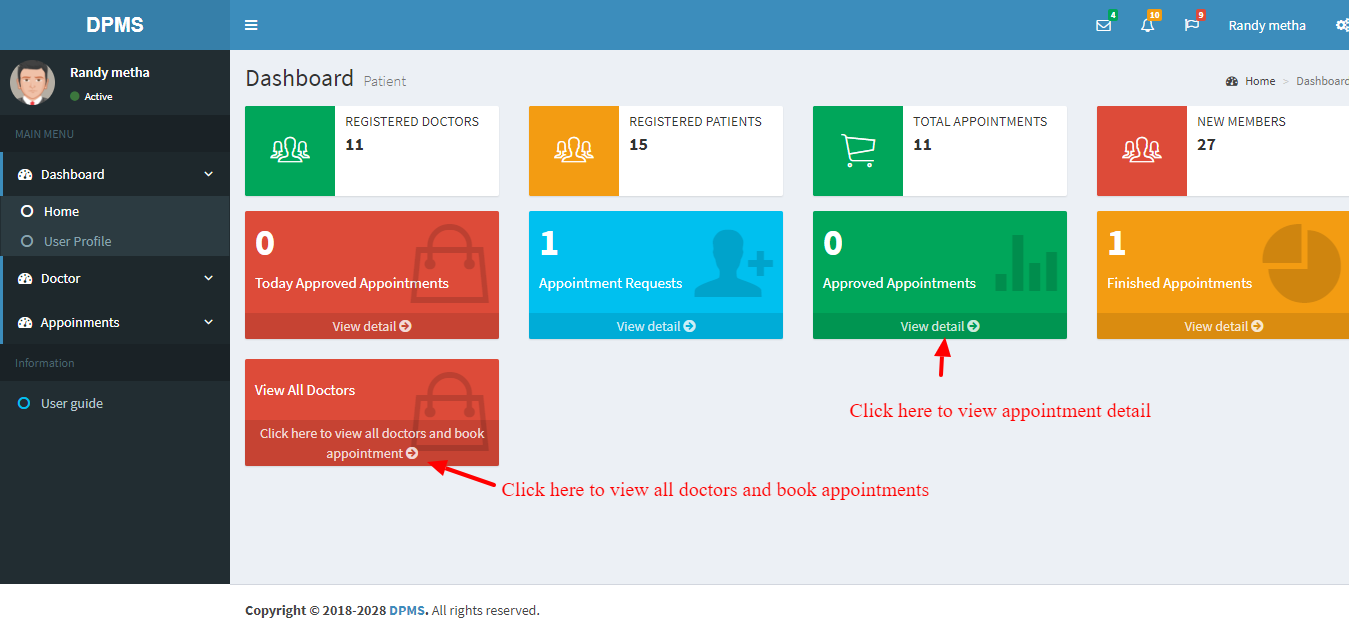 DPMS
4
10
9
Randy metha
Randy metha
Active
MAIN MENU
Dashboard
Home
User Profile
Doctor
Appoinments
Information
User guide
Dashboard Patient
Home > Dashboard
REGISTERED DOCTORS
11
REGISTERED PATIENTS
15
TOTAL APPOINTMENTS
11
NEW MEMBERS
27
0
Today Approved Appointments
View detail
1
Appointment Requests
View detail
0
Approved Appointments
View detail
1
Finished Appointments
View detail
View All Doctors
Click here to view all doctors and book
appointment
Click here to view appointment detail
Click here to view all doctors and book appointments
Copyright © 2018-2028 DPMS. All rights reserved.